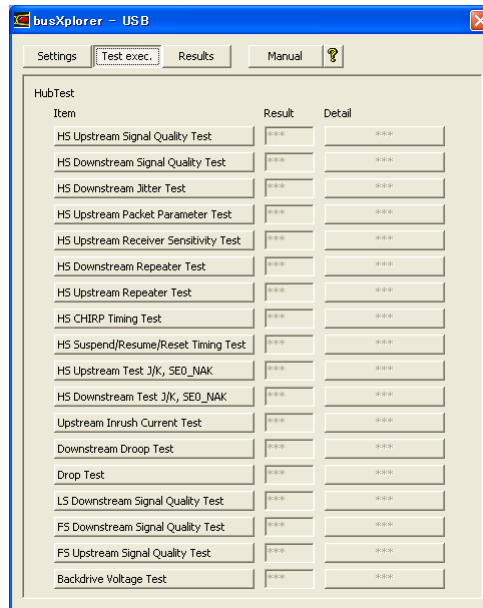 busXplorer - USB
Settings Test exec. Results Manual ?
HubTest
Item Result Detail
HS Upstream Signal Quality Test *** ***
HS Downstream Signal Quality Test *** ***
HS Downstream Jitter Test *** ***
HS Upstream Packet Parameter Test *** ***
HS Upstream Receiver Sensitivity Test *** ***
HS Downstream Repeater Test *** ***
HS Upstream Repeater Test *** ***
HS CHIRP Timing Test *** ***
HS Suspend/Resume/Reset Timing Test *** ***
HS Upstream Test J/K, SE0_NAK *** ***
HS Downstream Test J/K, SE0_NAK *** ***
Upstream Inrush Current Test *** ***
Downstream Droop Test *** ***
Drop Test *** ***
LS Downstream Signal Quality Test *** ***
FS Downstream Signal Quality Test *** ***
FS Upstream Signal Quality Test *** ***
Backdrive Voltage Test *** ***